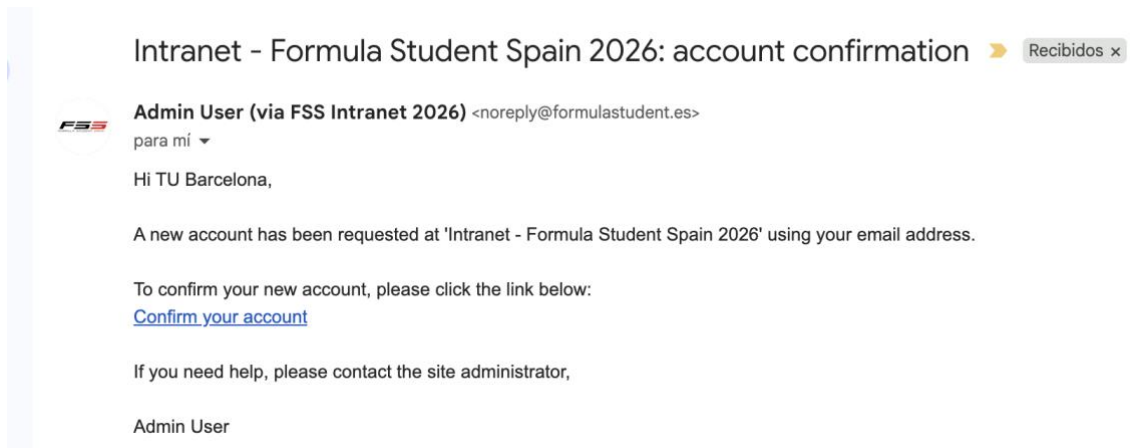 Intranet - Formula Student Spain 2026: account confirmation Recibidos ×
FSS
Admin User (via FSS Intranet 2026) <noreply@formulastudent.es>
para mí
Hi TU Barcelona,
A new account has been requested at 'Intranet - Formula Student Spain 2026' using your email address.
To confirm your new account, please click the link below:
Confirm your account
If you need help, please contact the site administrator,
Admin User